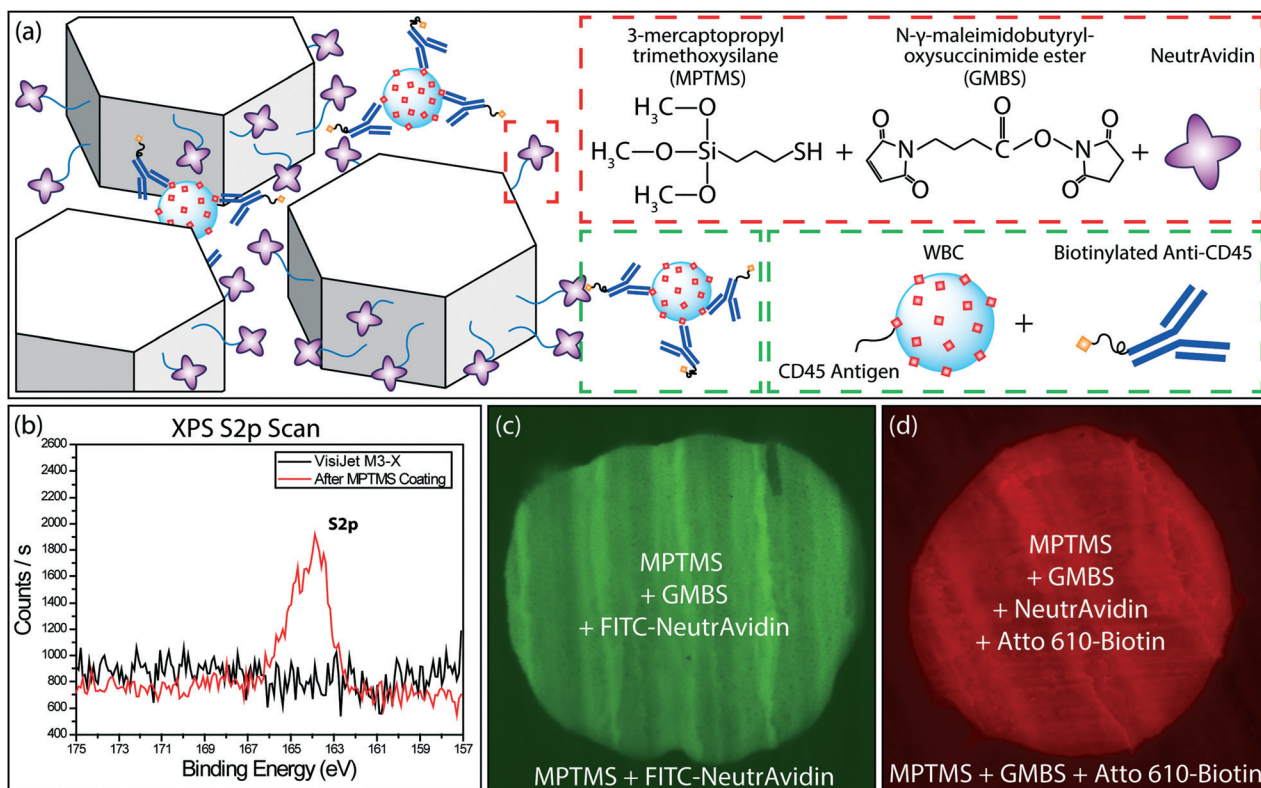 (a)
3-mercaptopropyl
trimethoxysilane
(MPTMS)
N-γ-maleimidobutyryl-
oxysuccinimide ester
(GMBS)
NeutrAvidin
H₃C—O
H₃C—O—Si SH
H₃C—O
+
O
N
O
O
C
O
N
O
O
+
WBC
CD45 Antigen
+
Biotinylated Anti-CD45
(b)
XPS S2p Scan
VisiJet M3-X
After MPTMS Coating
S2p
Counts / s
2600
2400
2200
2000
1800
1600
1400
1200
1000
800
600
400
175 173 171 169 167 165 163 161 159 157
Binding Energy (eV)
(c)
MPTMS
+ GMBS
+ FITC-NeutrAvidin
MPTMS + FITC-NeutrAvidin
(d)
MPTMS
+ GMBS
+ NeutrAvidin
+ Atto 610-Biotin
MPTMS + GMBS + Atto 610-Biotin